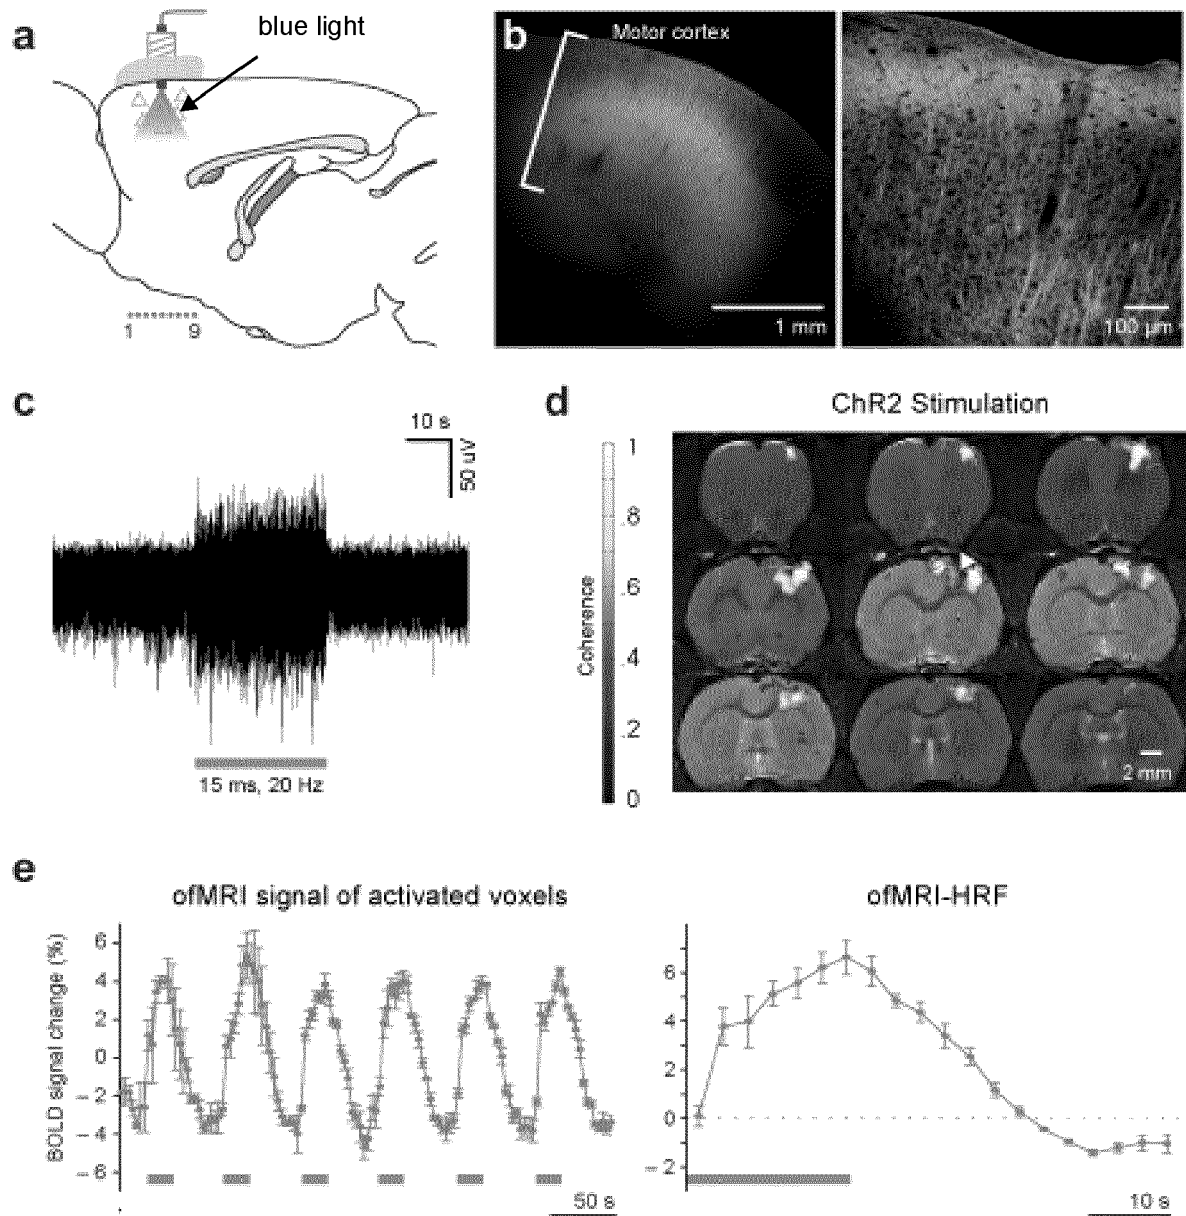 a
blue light
1 9
b
Motor cortex
1 mm
100 µm
c
10 s
50 uV
15 ms, 20 Hz
d
ChR2 Stimulation
Coherence
1
.8
.6
.4
.2
0
2 mm
e
ofMRI signal of activated voxels
BOLD signal change (%)
6
4
2
0
– 2
– 4
– 6
50 s
ofMRI-HRF
6
4
2
0
– 2
10 s